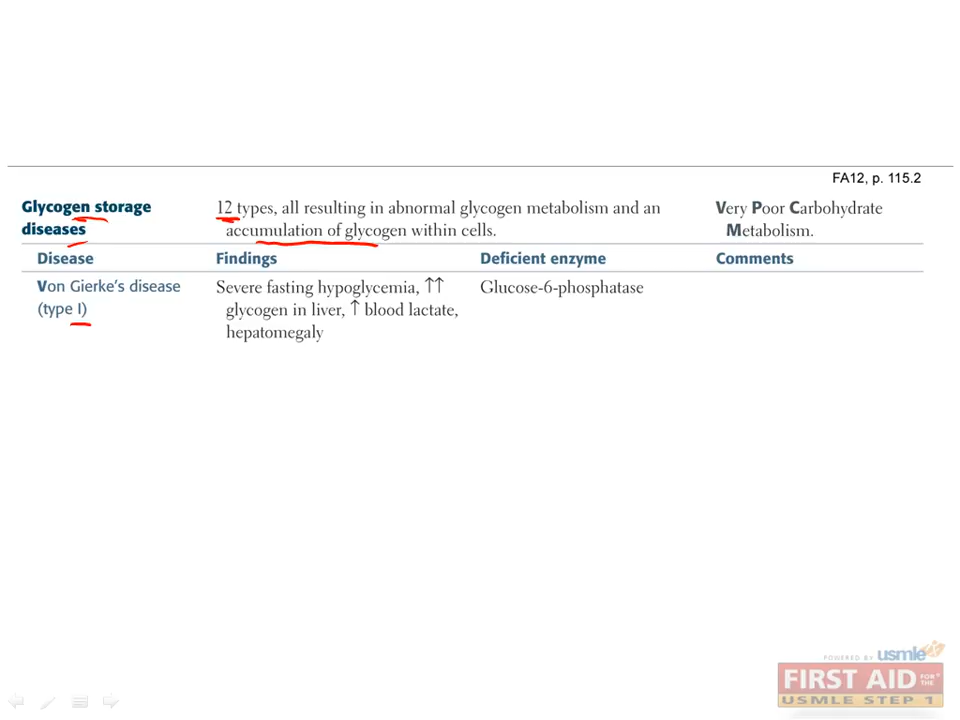 FA12, p. 115.2
Glycogen storage
diseases
12 types, all resulting in abnormal glycogen metabolism and an
accumulation of glycogen within cells.
Very Poor Carbohydrate
Metabolism.
Disease Findings Deficient enzyme Comments
Von Gierke's disease
(type I)
Severe fasting hypoglycemia, ↑↑
glycogen in liver, ↑ blood lactate,
hepatomegaly
Glucose-6-phosphatase
POWERED BY usmlerx
FIRST AID FOR THE
USMLE STEP 1